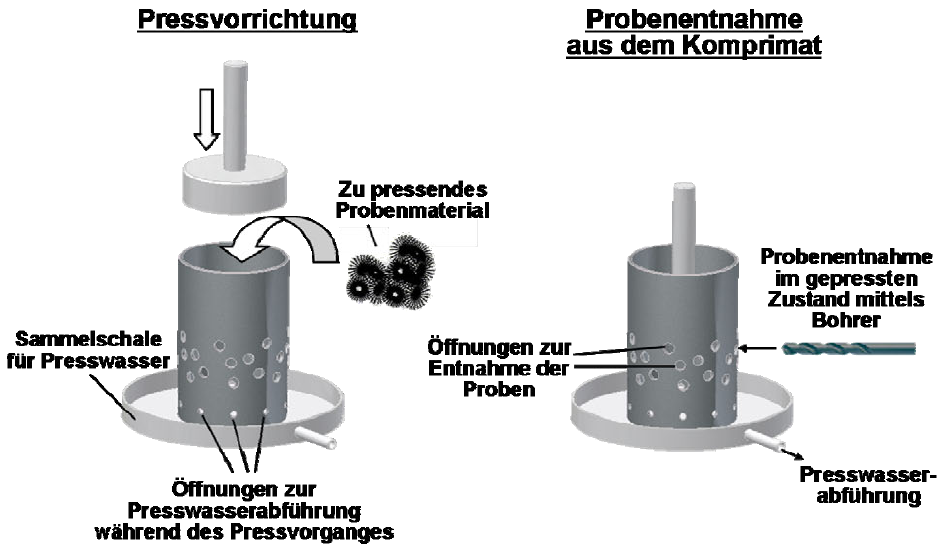 Pressvorrichtung
Zu pressendes
Probenmaterial
Sammelschale
für Presswasser
Öffnungen zur
Presswasserabführung
während des Pressvorganges
Probenentnahme
aus dem Komprimat
Probenentnahme
im gepressten
Zustand mittels
Bohrer
Öffnungen zur
Entnahme der
Proben
Presswasser-
abführung